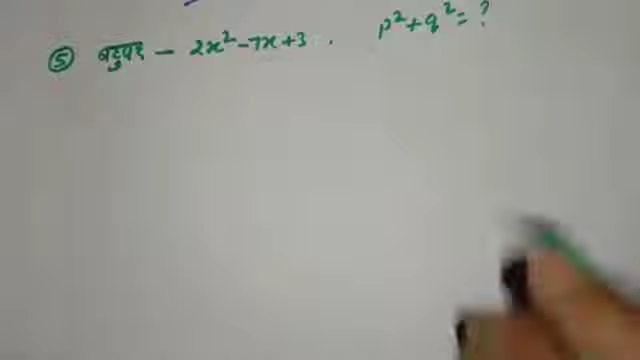 ⑤ बहुपद - 2x² - 7x + 3 . p² + q² = ?